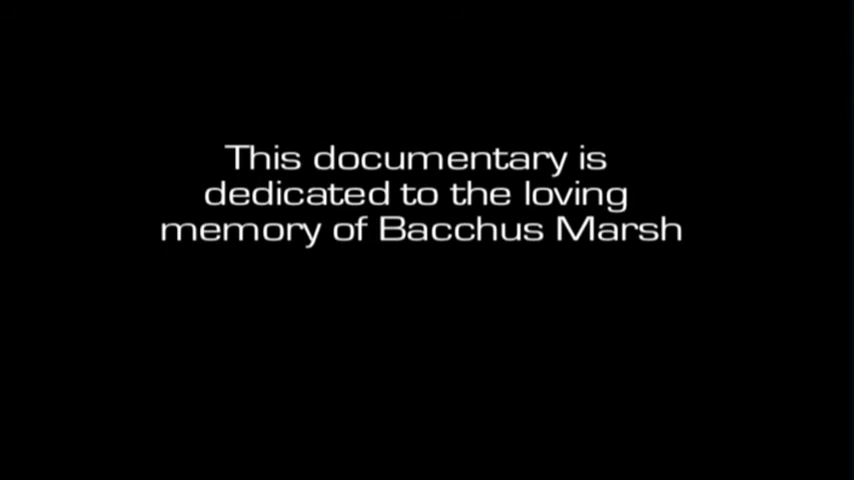 This documentary is
dedicated to the loving
memory of Bacchus Marsh